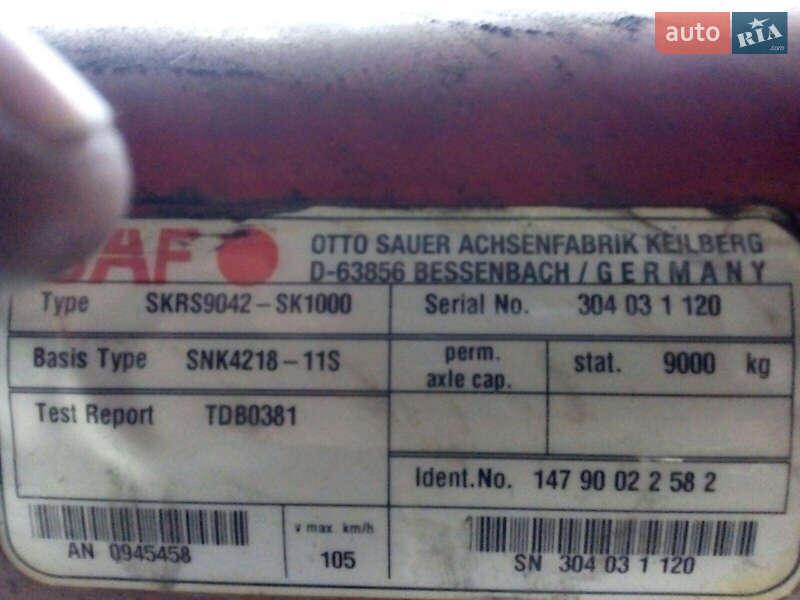 auto RIA .com
SAF OTTO SAUER ACHSENFABRIK KEILBERG
D-63856 BESSENBACH / GERMANY
Type SKRS9042-SK1000 Serial No. 304 03 1 120
Basis Type SNK4218-11S perm. axle cap. stat. 9000 kg
Test Report TDB0381
Ident.No. 147 90 02 2 58 2
v max. km/h
AN 0945458 105 SN 304 03 1 120